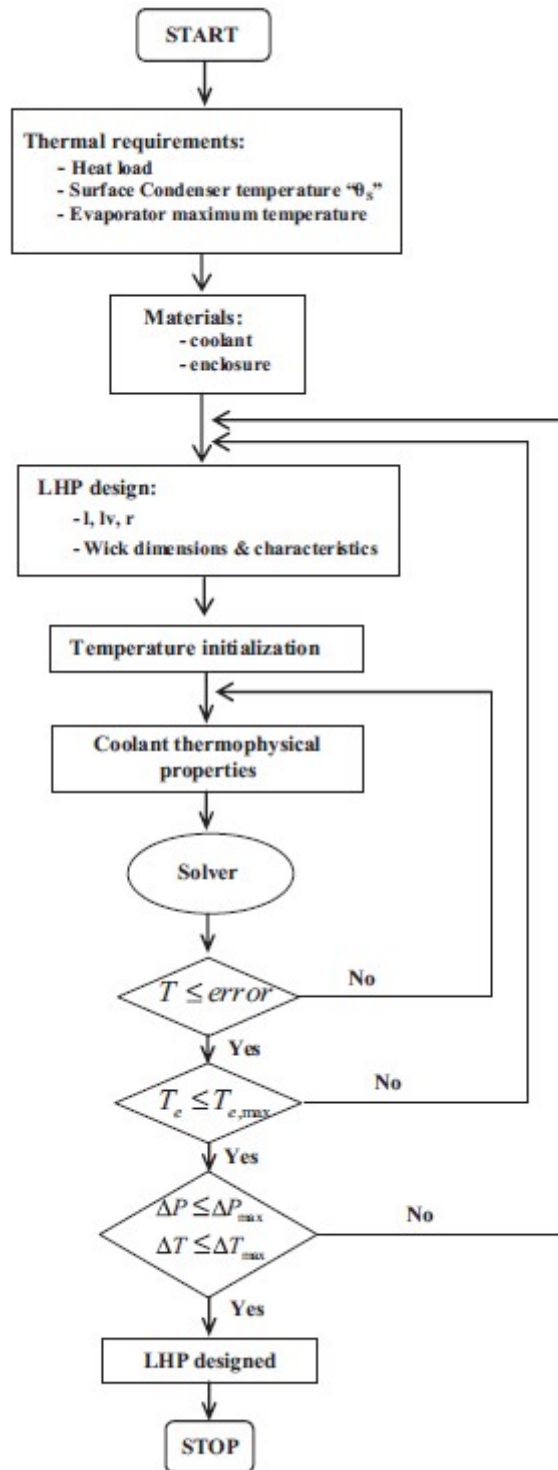 START
Thermal requirements:
- Heat load
- Surface Condenser temperature “θs”
- Evaporator maximum temperature
Materials:
- coolant
- enclosure
LHP design:
- l, lv, r
- Wick dimensions & characteristics
Temperature initialization
Coolant thermophysical
properties
Solver
T ≤ error
No
Yes
Te ≤ Te,max
No
Yes
ΔP ≤ ΔPmax
ΔT ≤ ΔTmax
No
Yes
LHP designed
STOP